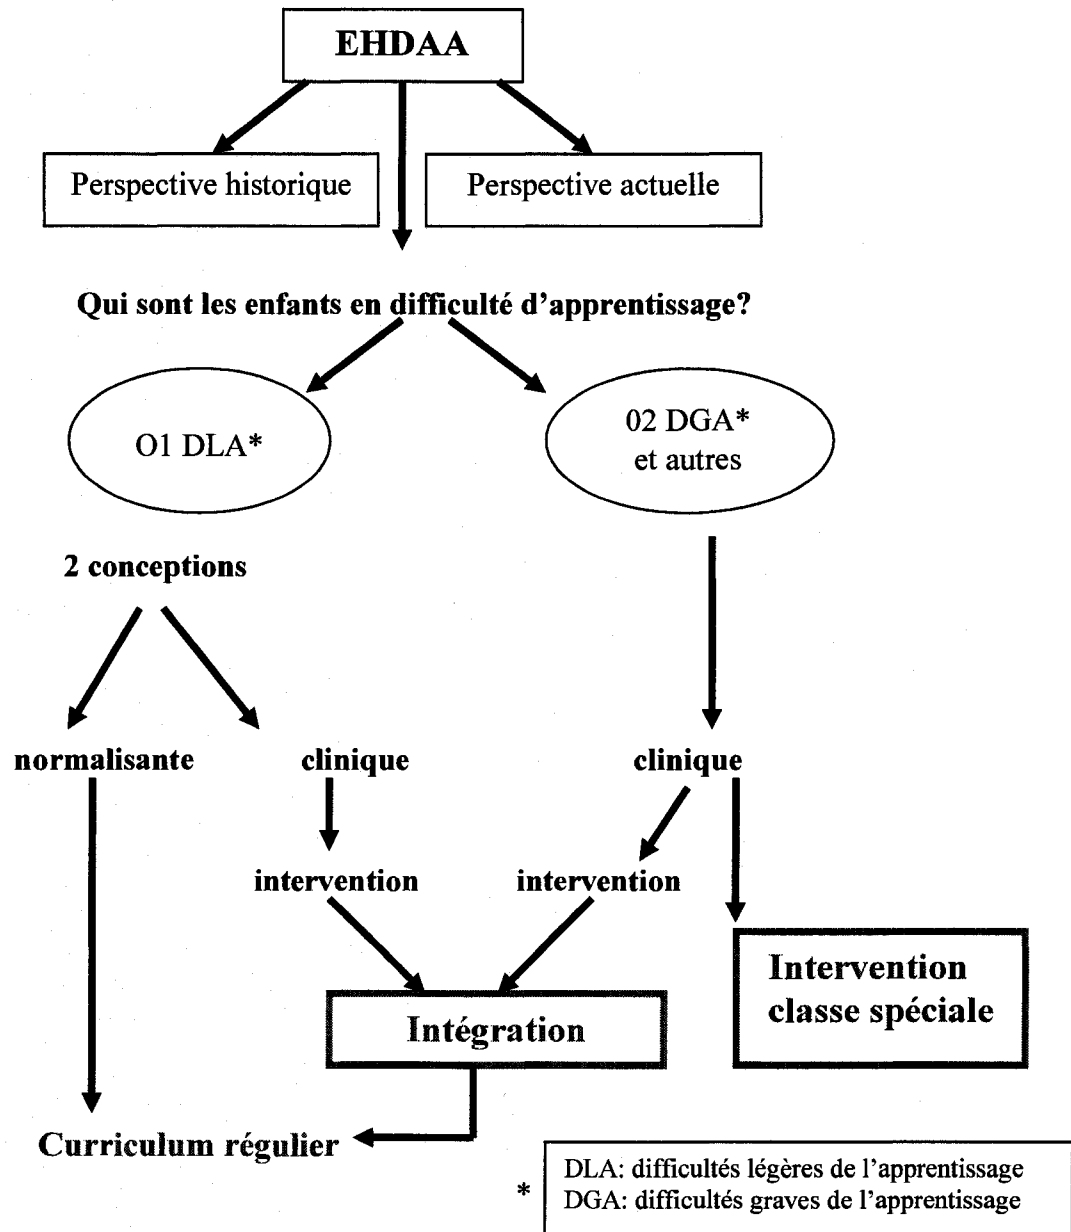 EHDAA
Perspective historique
Perspective actuelle
Qui sont les enfants en difficulté d'apprentissage?
O1 DLA*
02 DGA*
et autres
2 conceptions
normalisante
clinique
clinique
intervention
intervention
Intervention
classe spéciale
Intégration
Curriculum régulier
*
DLA: difficultés légères de l'apprentissage
DGA: difficultés graves de l'apprentissage